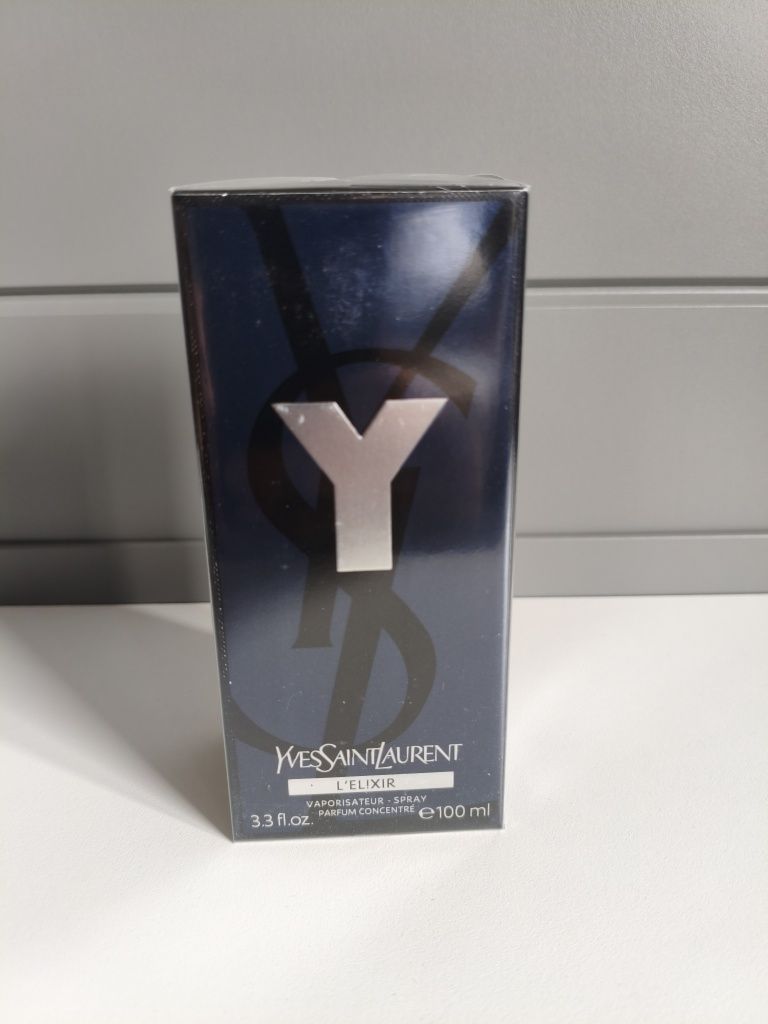 Y
YVESSAINTLAURENT
L'ELIXIR
VAPORISATEUR - SPRAY
PARFUM CONCENTRÉ
3.3 fl.oz. ℮100 ml